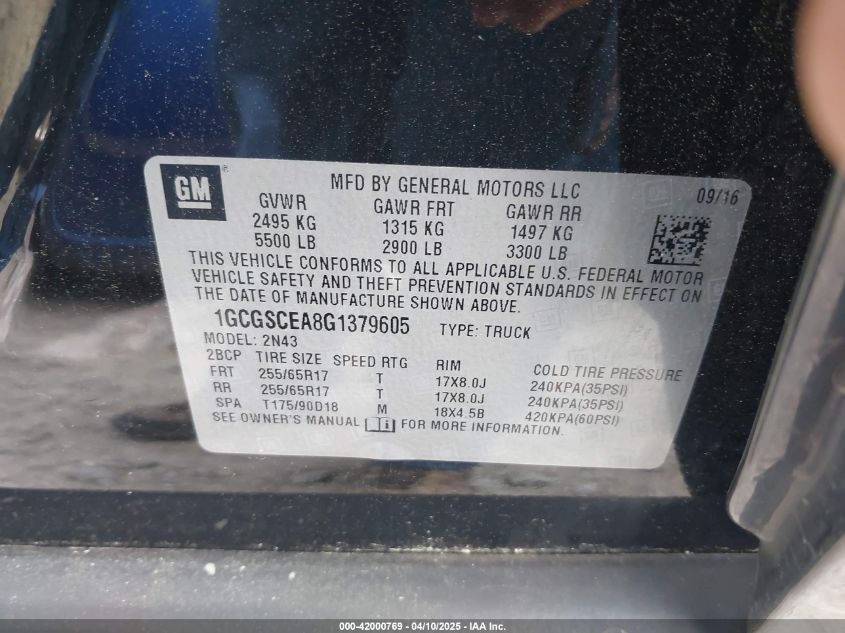 GM
MFD BY GENERAL MOTORS LLC
09/16
GVWR GAWR FRT GAWR RR
2495 KG 1315 KG 1497 KG
5500 LB 2900 LB 3300 LB
THIS VEHICLE CONFORMS TO ALL APPLICABLE U.S. FEDERAL MOTOR
VEHICLE SAFETY AND THEFT PREVENTION STANDARDS IN EFFECT ON
THE DATE OF MANUFACTURE SHOWN ABOVE.
1GCGSCEA8G1379605 TYPE: TRUCK
MODEL: 2N43
2BCP TIRE SIZE SPEED RTG RIM COLD TIRE PRESSURE
FRT 255/65R17 T 17X8.0J 240KPA(35PSI)
RR 255/65R17 T 17X8.0J 240KPA(35PSI)
SPA T175/90D18 M 18X4.5B 420KPA(60PSI)
SEE OWNER'S MANUAL FOR MORE INFORMATION.
000-42000769 - 04/10/2025 - IAA Inc.